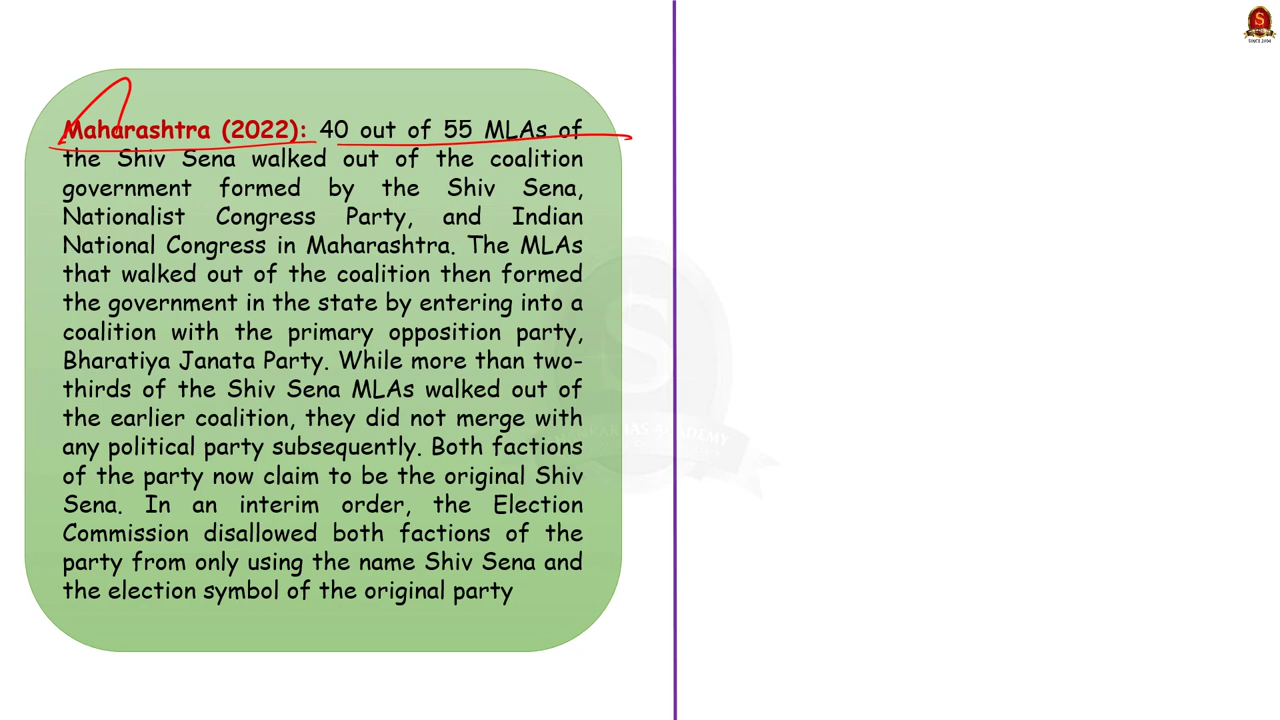 Maharashtra (2022): 40 out of 55 MLAs of
the Shiv Sena walked out of the coalition
government formed by the Shiv Sena,
Nationalist Congress Party, and Indian
National Congress in Maharashtra. The MLAs
that walked out of the coalition then formed
the government in the state by entering into a
coalition with the primary opposition party,
Bharatiya Janata Party. While more than two-
thirds of the Shiv Sena MLAs walked out of
the earlier coalition, they did not merge with
any political party subsequently. Both factions
of the party now claim to be the original Shiv
Sena. In an interim order, the Election
Commission disallowed both factions of the
party from only using the name Shiv Sena and
the election symbol of the original party
S
SINCE 2004
S
ACADEMY